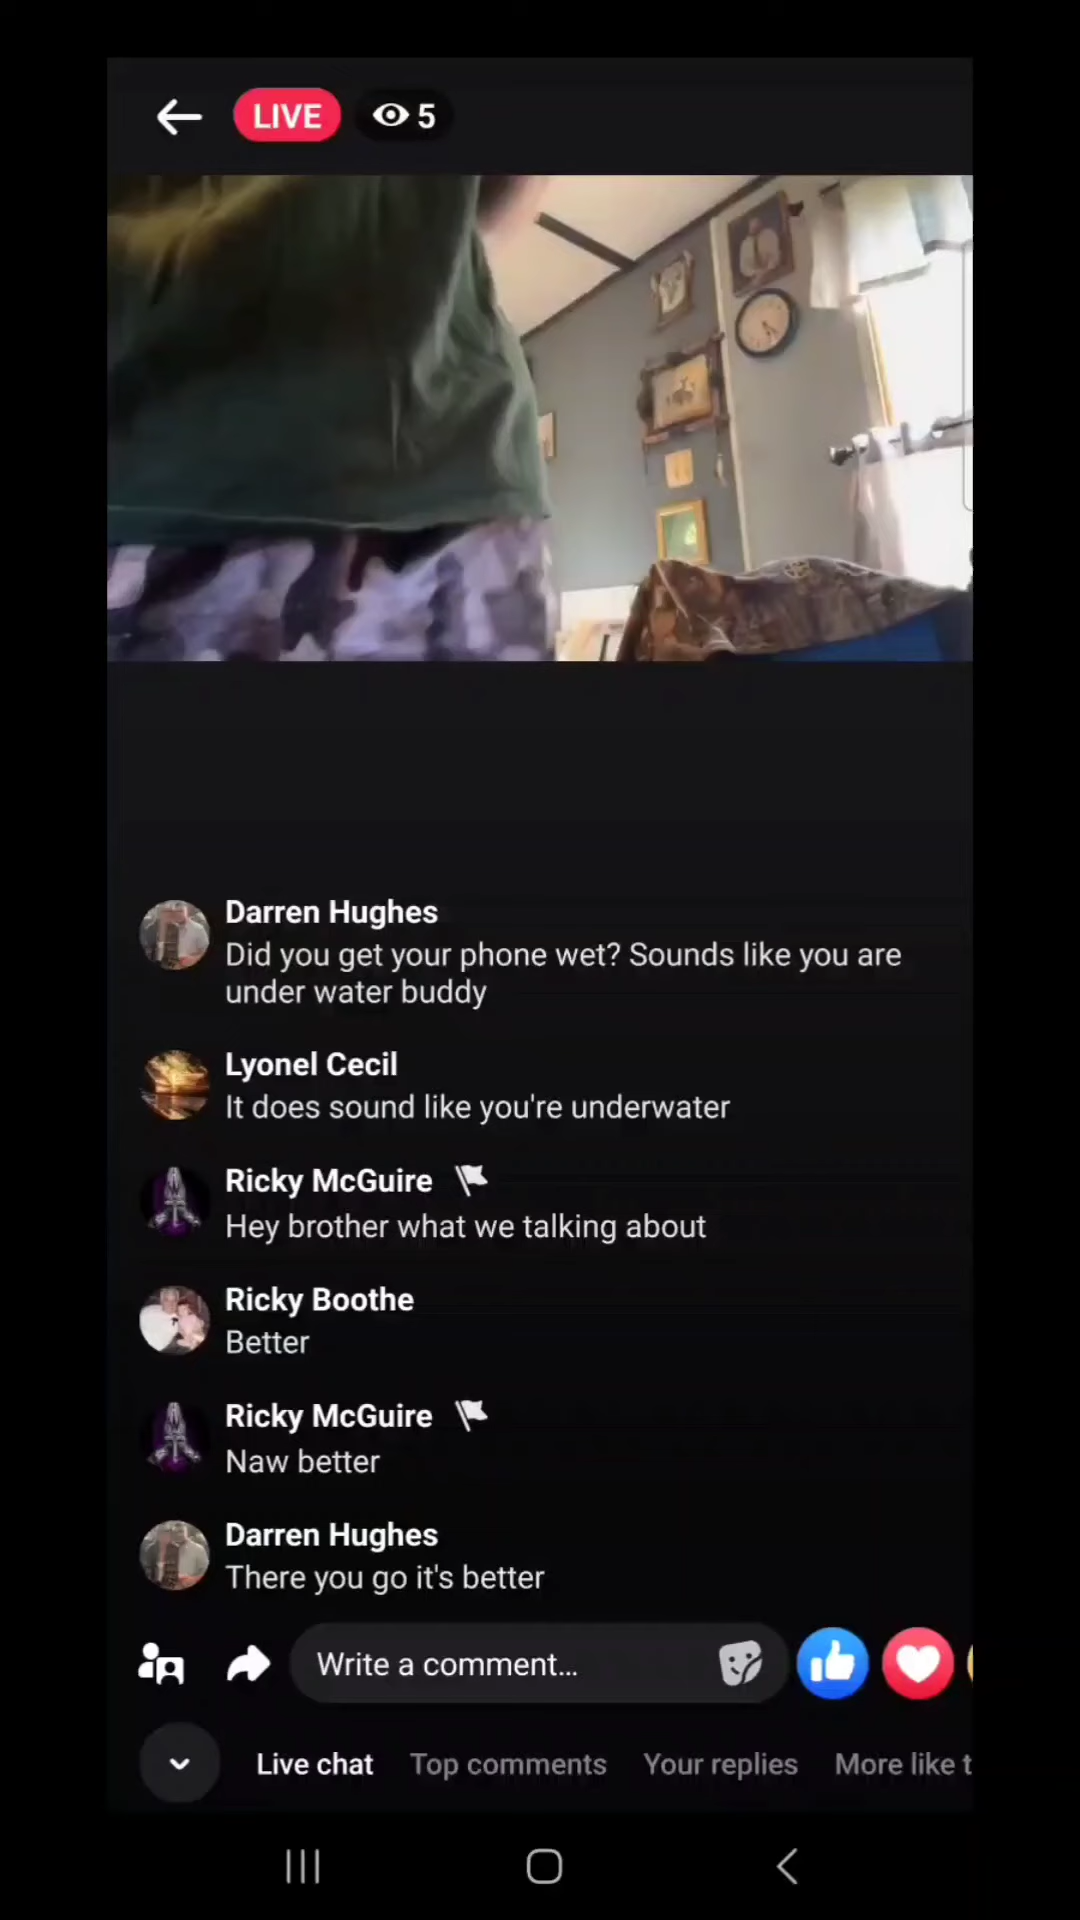 LIVE 5
Darren Hughes
Did you get your phone wet? Sounds like you are
under water buddy
Lyonel Cecil
It does sound like you're underwater
Ricky McGuire
Hey brother what we talking about
Ricky Boothe
Better
Ricky McGuire
Naw better
Darren Hughes
There you go it's better
Write a comment...
Live chat Top comments Your replies More like t